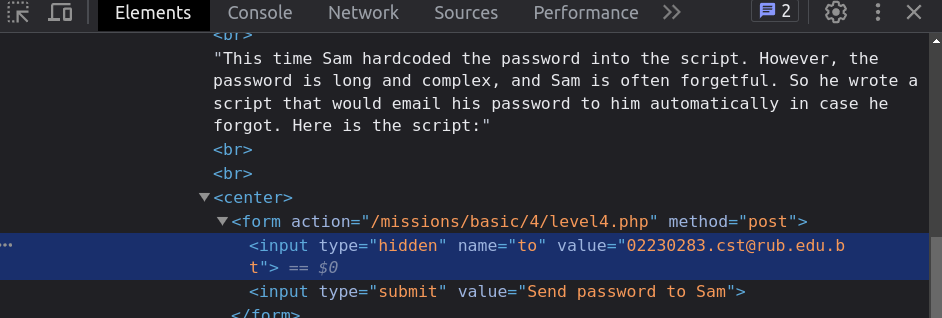 Elements Console Network Sources Performance 2
<br>
"This time Sam hardcoded the password into the script. However, the
password is long and complex, and Sam is often forgetful. So he wrote a
script that would email his password to him automatically in case he
forgot. Here is the script:"
<br>
<br>
<center>
<form action="/missions/basic/4/level4.php" method="post">
<input type="hidden" name="to" value="02230283.cst@rub.edu.b
t"> == $0
<input type="submit" value="Send password to Sam">
</form>